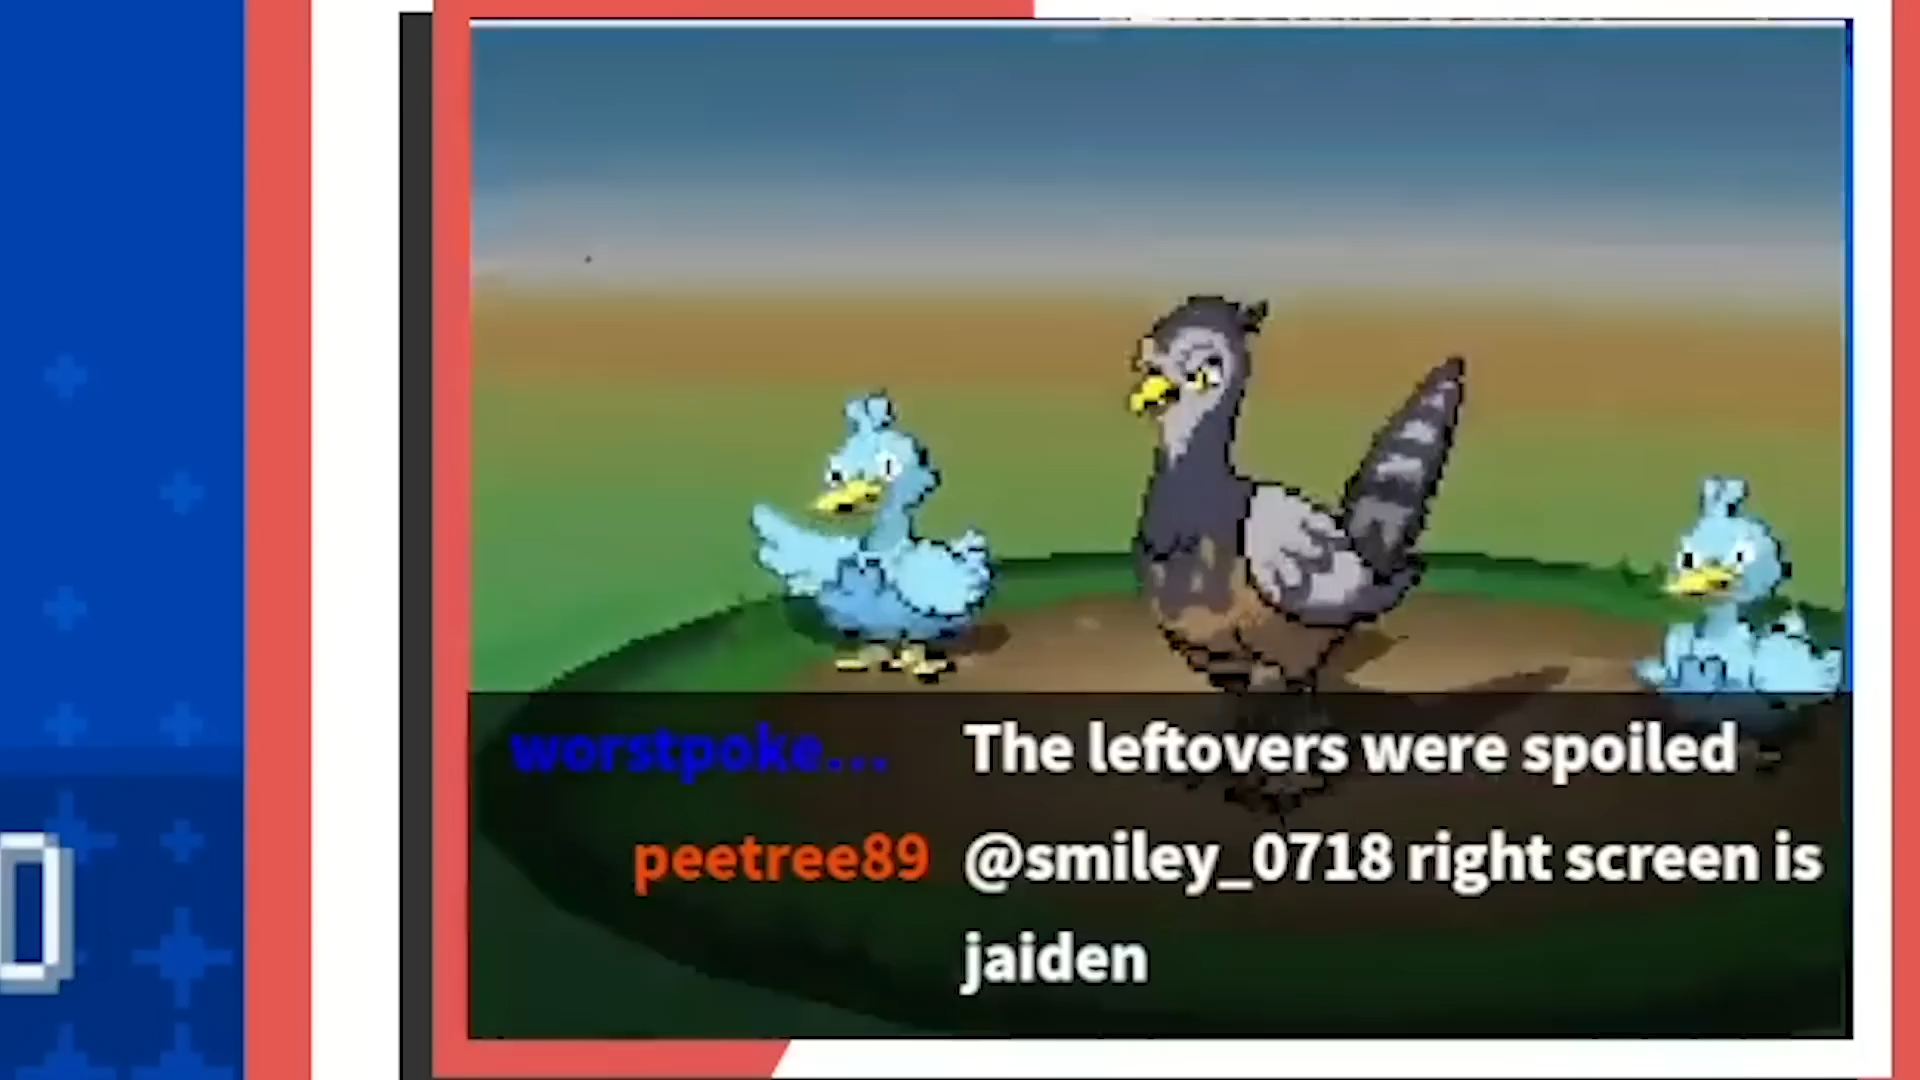 worstpoke... The leftovers were spoiled
peetree89 @smiley_0718 right screen is
jaiden